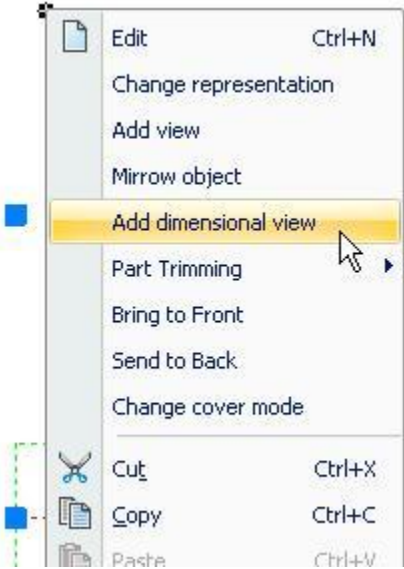 Edit Ctrl+N
Change representation
Add view
Mirrow object
Add dimensional view
Part Trimming
Bring to Front
Send to Back
Change cover mode
Cut Ctrl+X
Copy Ctrl+C
Paste Ctrl+V